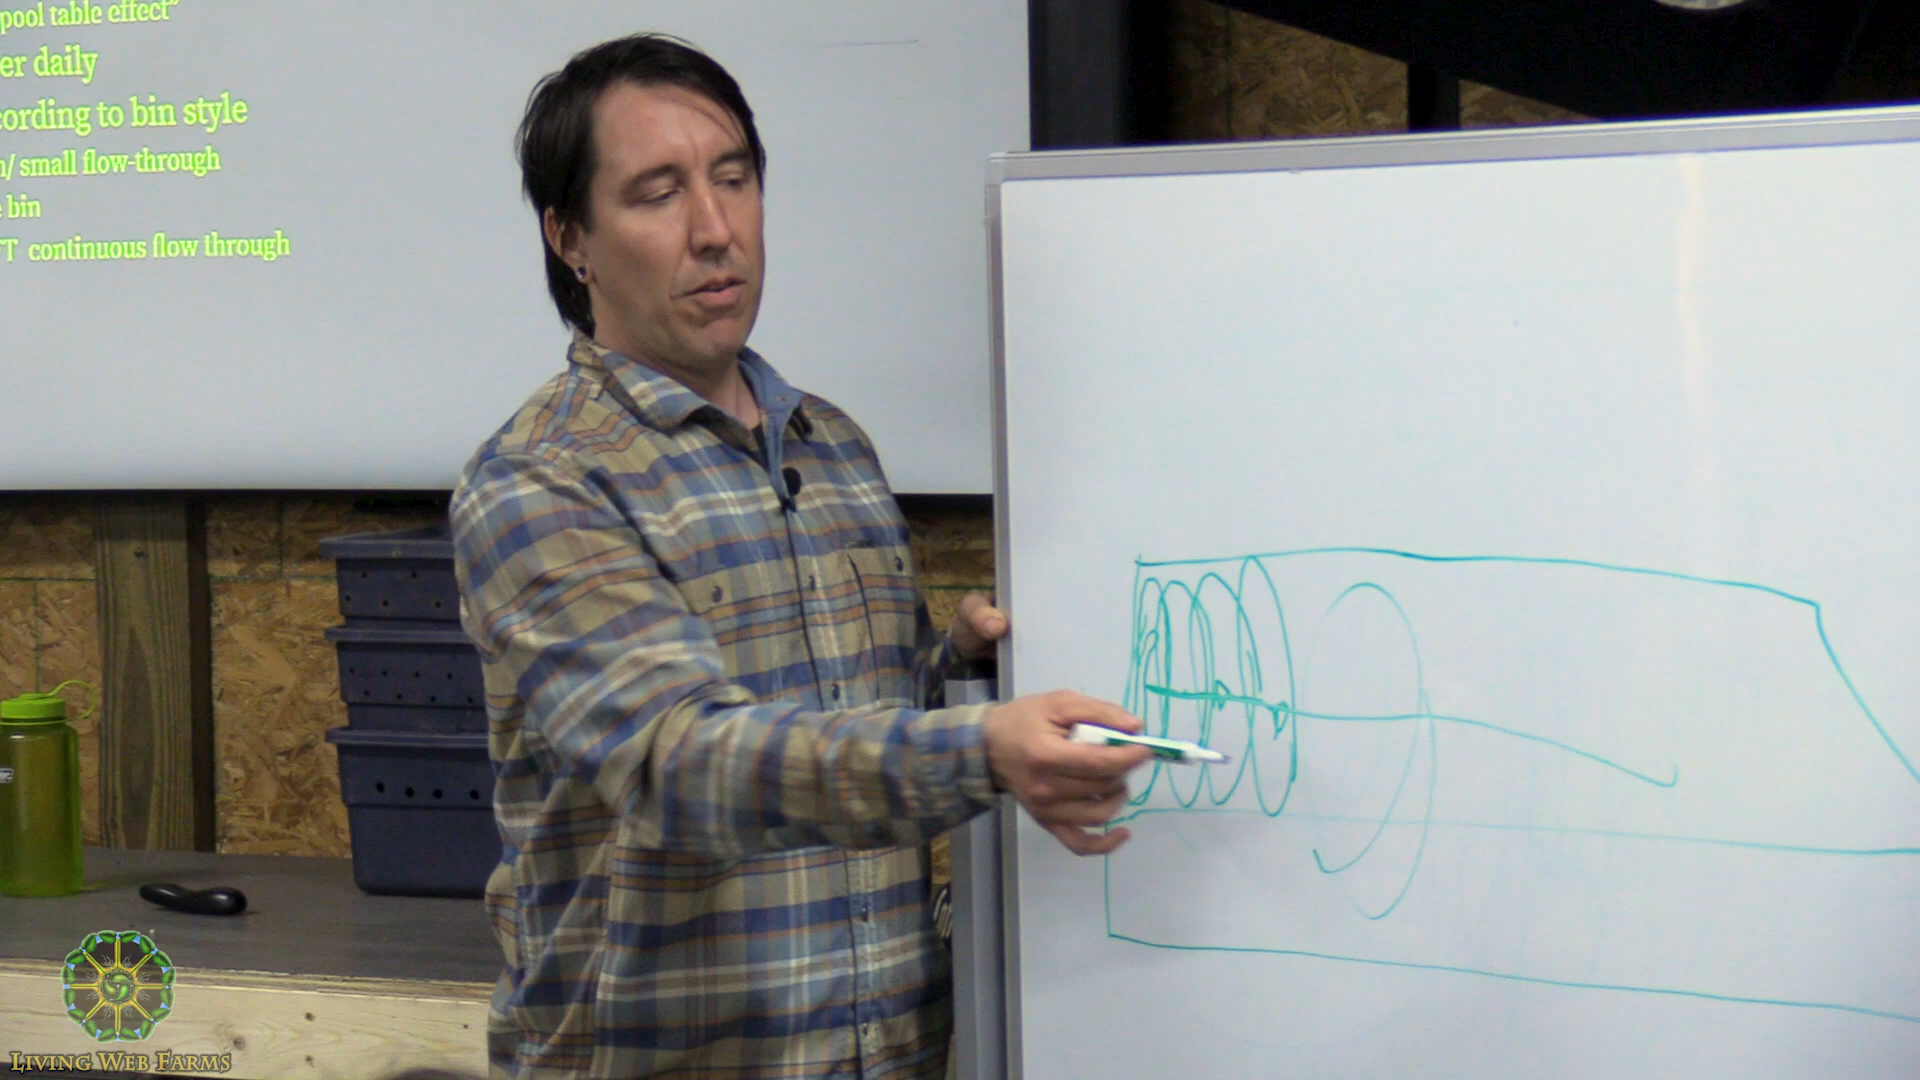 pool table effect"
er daily
cording to bin style
/ small flow-through
bin
FT continuous flow through
LIVING WEB FARMS